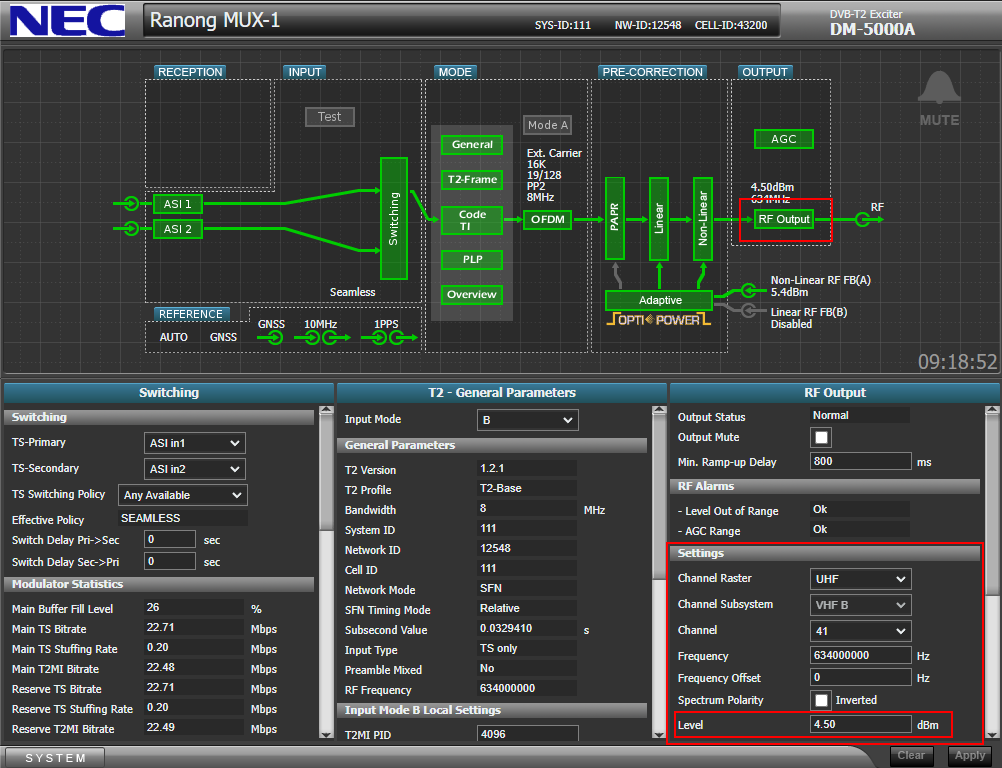 NEC
Ranong MUX-1
SYS-ID:111 NW-ID:12548 CELL-ID:43200
DVB-T2 Exciter
DM-5000A
RECEPTION INPUT MODE PRE-CORRECTION OUTPUT
MUTE
Test
Mode A
AGC
General
T2-Frame
Code
TI
PLP
Overview
Ext. Carrier
16K
19/128
PP2
8MHz
OFDM
4.50dBm
634MHz
ASI 1
ASI 2
Switching
Seamless
PAPR
Linear
Non-Linear
RF Output
RF
Adaptive
OPTI POWER
Non-Linear RF FB(A)
5.4dBm
Linear RF FB(B)
Disabled
REFERENCE
AUTO GNSS
GNSS 10MHz 1PPS
09:18:52
Switching
Switching
TS-Primary ASI in1
TS-Secondary ASI in2
TS Switching Policy Any Available
Effective Policy SEAMLESS
Switch Delay Pri->Sec 0 sec
Switch Delay Sec->Pri 0 sec
Modulator Statistics
Main Buffer Fill Level 26 %
Main TS Bitrate 22.71 Mbps
Main TS Stuffing Rate 0.20 Mbps
Main T2MI Bitrate 22.48 Mbps
Reserve TS Bitrate 22.71 Mbps
Reserve TS Stuffing Rate 0.20 Mbps
Reserve T2MI Bitrate 22.49 Mbps
T2 - General Parameters
Input Mode B
General Parameters
T2 Version 1.2.1
T2 Profile T2-Base
Bandwidth 8 MHz
System ID 111
Network ID 12548
Cell ID 111
Network Mode SFN
SFN Timing Mode Relative
Subsecond Value 0.0329410 s
Input Type TS only
Preamble Mixed No
RF Frequency 634000000
Input Mode B Local Settings
T2MI PID 4096
RF Output
Output Status Normal
Output Mute
Min. Ramp-up Delay 800 ms
RF Alarms
- Level Out of Range Ok
- AGC Range Ok
Settings
Channel Raster UHF
Channel Subsystem VHF B
Channel 41
Frequency 634000000 Hz
Frequency Offset 0 Hz
Spectrum Polarity Inverted
Level 4.50 dBm
SYSTEM
Clear Apply